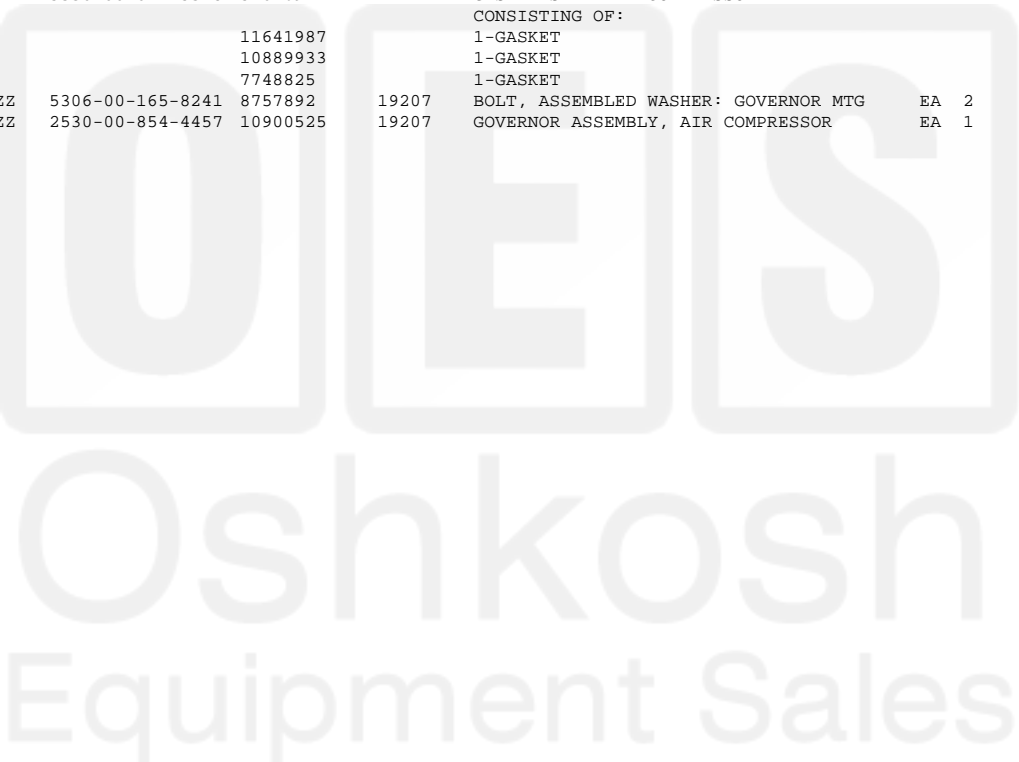 CONSISTING OF:
11641987 1-GASKET
10889933 1-GASKET
7748825 1-GASKET
ZZ 5306-00-165-8241 8757892 19207 BOLT, ASSEMBLED WASHER: GOVERNOR MTG EA 2
ZZ 2530-00-854-4457 10900525 19207 GOVERNOR ASSEMBLY, AIR COMPRESSOR EA 1
OES
Oshkosh
Equipment Sales